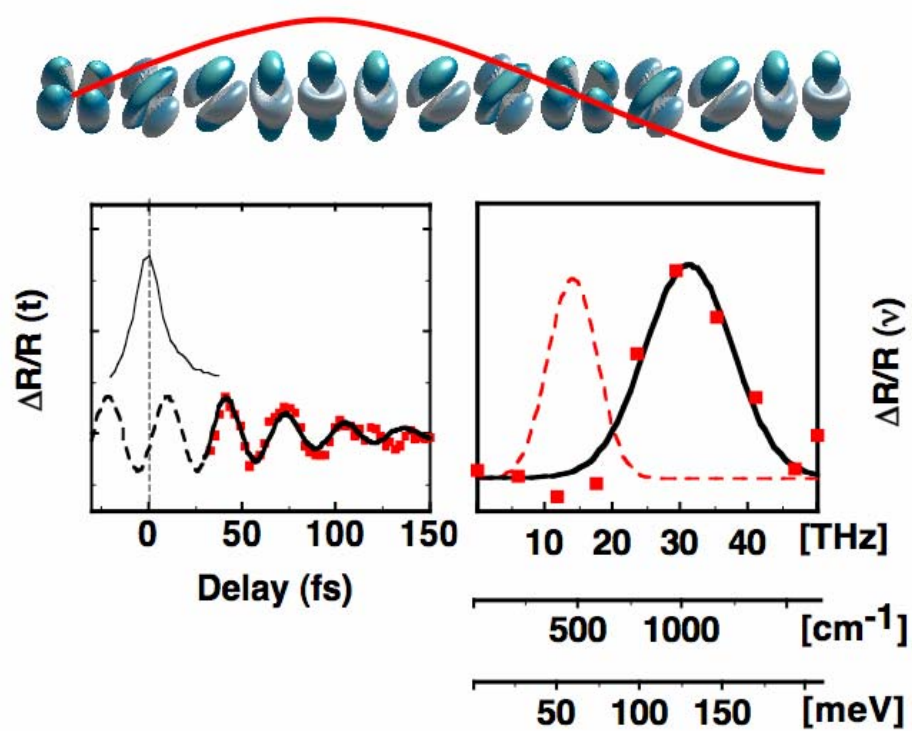 ΔR/R (t)
0 50 100 150
Delay (fs)
ΔR/R (ν)
10 20 30 40 [THz]
500 1000 [cm-1]
50 100 150 [meV]